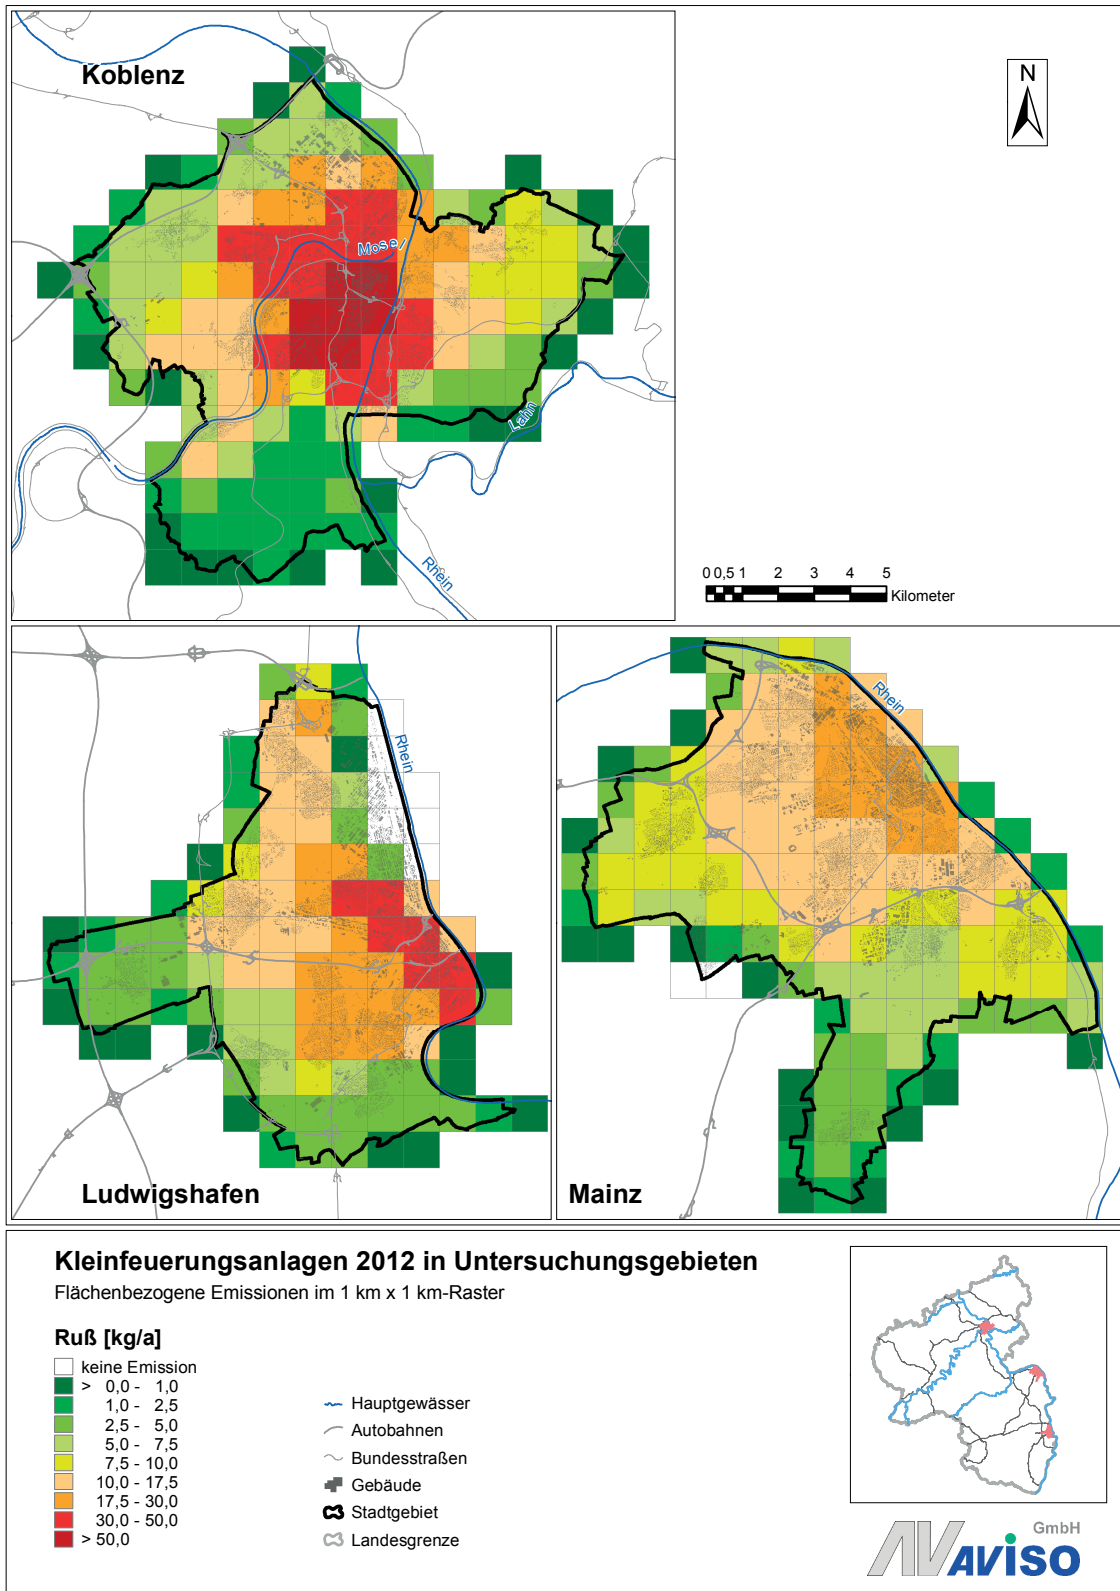 Koblenz
N
Mosel
Lahn
Rhein
0 0,5 1 2 3 4 5
Kilometer
Rhein
Ludwigshafen
Rhein
Mainz
Kleinfeuerungsanlagen 2012 in Untersuchungsgebieten
Flächenbezogene Emissionen im 1 km x 1 km-Raster
Ruß [kg/a]
keine Emission
> 0,0 - 1,0
1,0 - 2,5
2,5 - 5,0
5,0 - 7,5
7,5 - 10,0
10,0 - 17,5
17,5 - 30,0
30,0 - 50,0
> 50,0
Hauptgewässer
Autobahnen
Bundesstraßen
Gebäude
Stadtgebiet
Landesgrenze
GmbH
AVISO